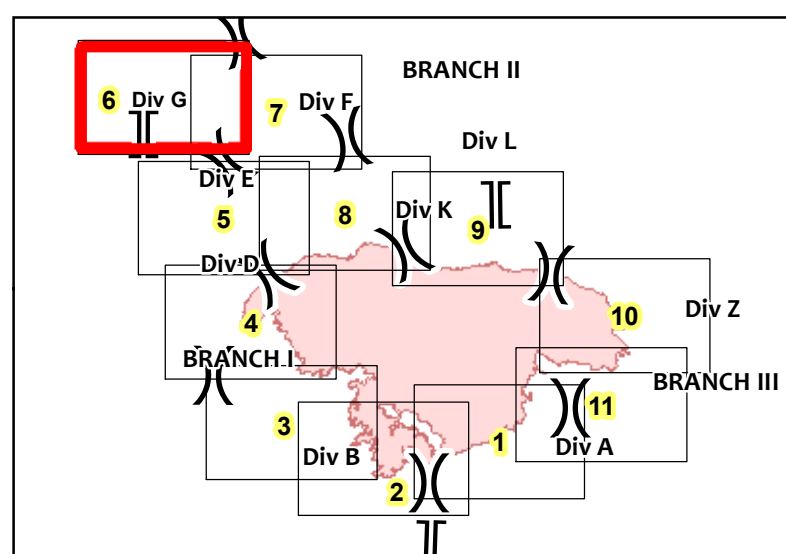 BRANCH II
6
Div G
7
Div F
Div L
Div E
5
8
Div K
9
Div D
4
10
Div Z
BRANCH I
BRANCH III
3
1
11
Div B
Div A
2